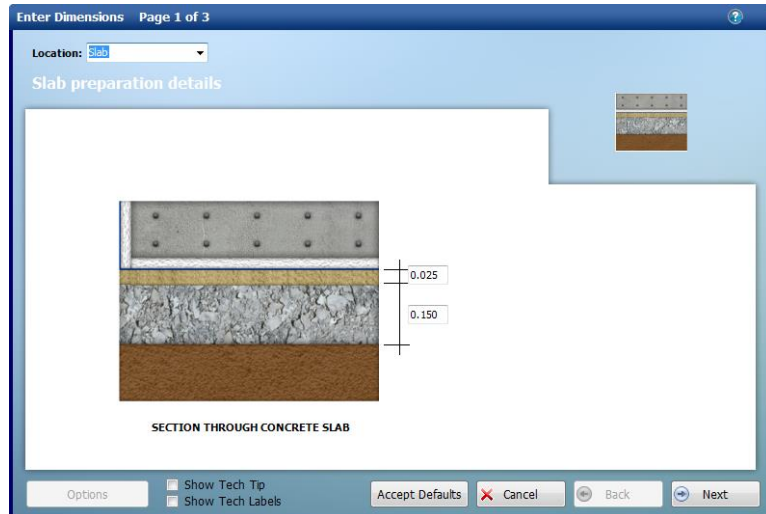 Enter Dimensions Page 1 of 3
?
Location: Slab
Slab preparation details
0.025
0.150
SECTION THROUGH CONCRETE SLAB
Options
Show Tech Tip
Show Tech Labels
Accept Defaults
Cancel
Back
Next